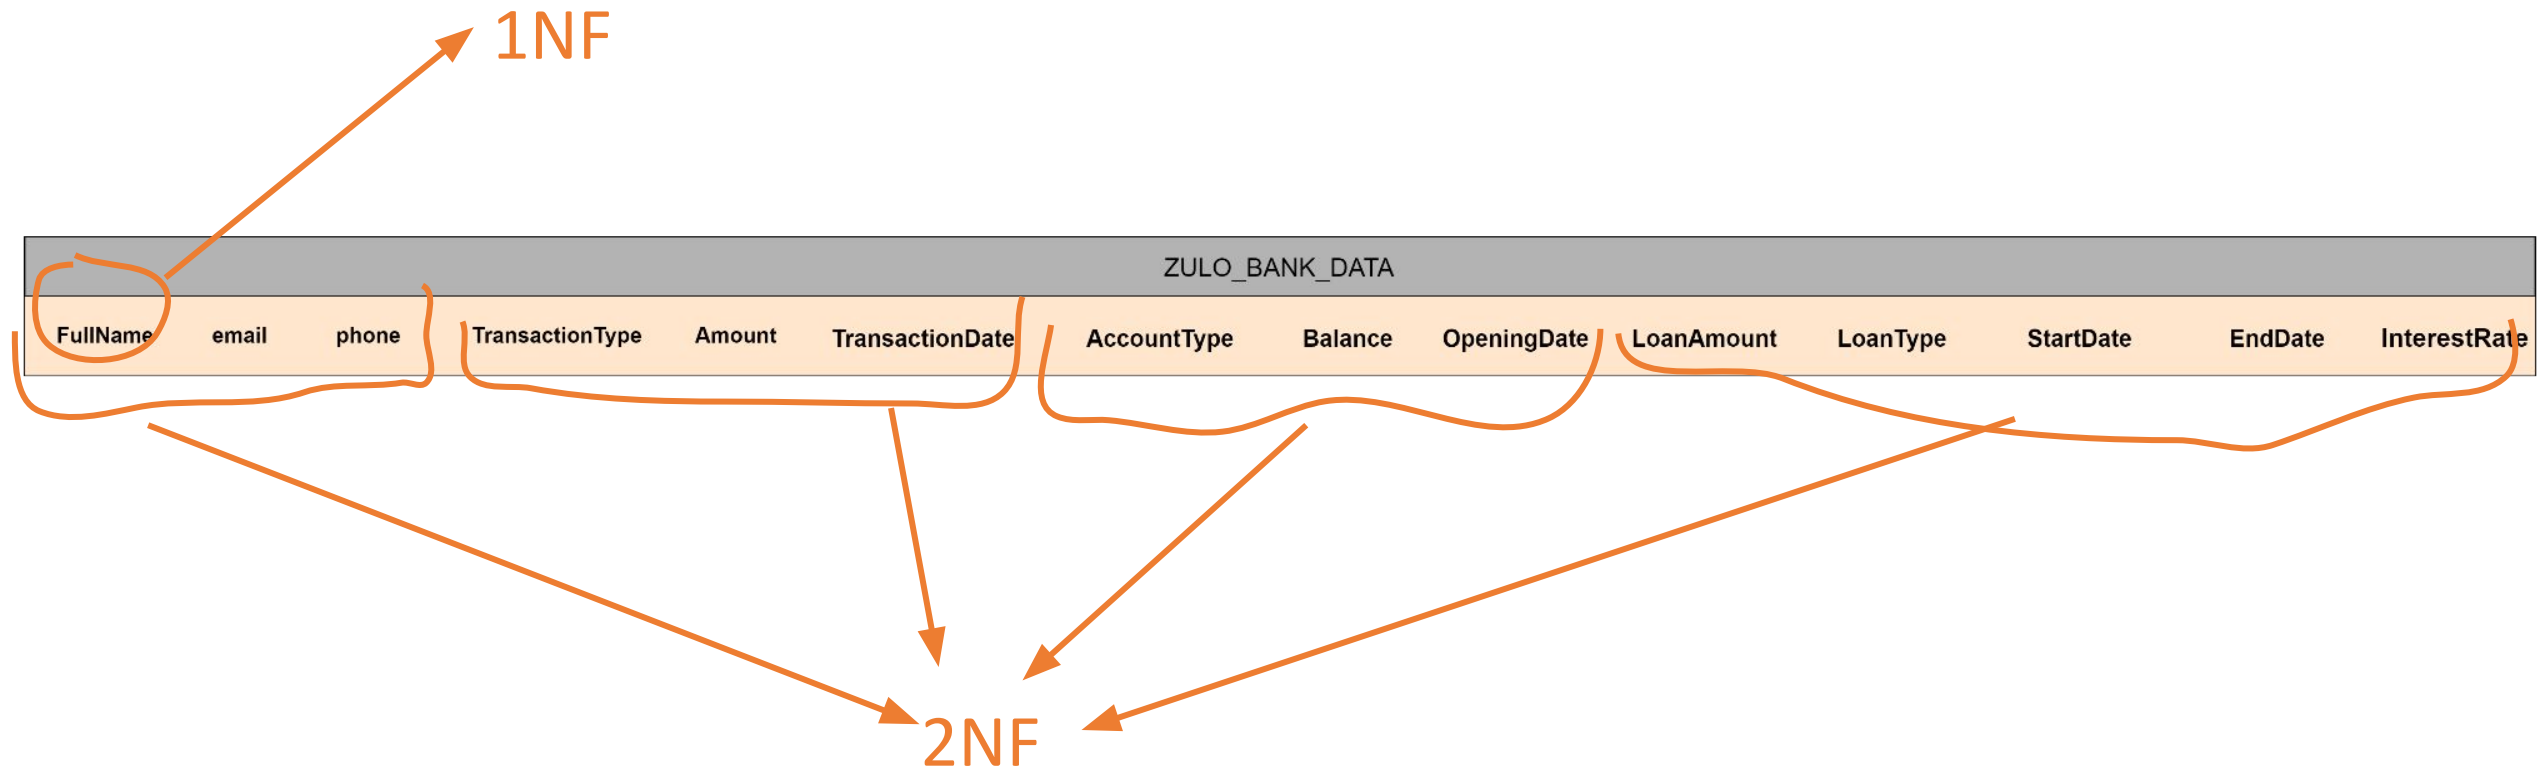 1NF
ZULO_BANK_DATA
FullName email phone TransactionType Amount TransactionDate AccountType Balance OpeningDate LoanAmount LoanType StartDate EndDate InterestRate
2NF